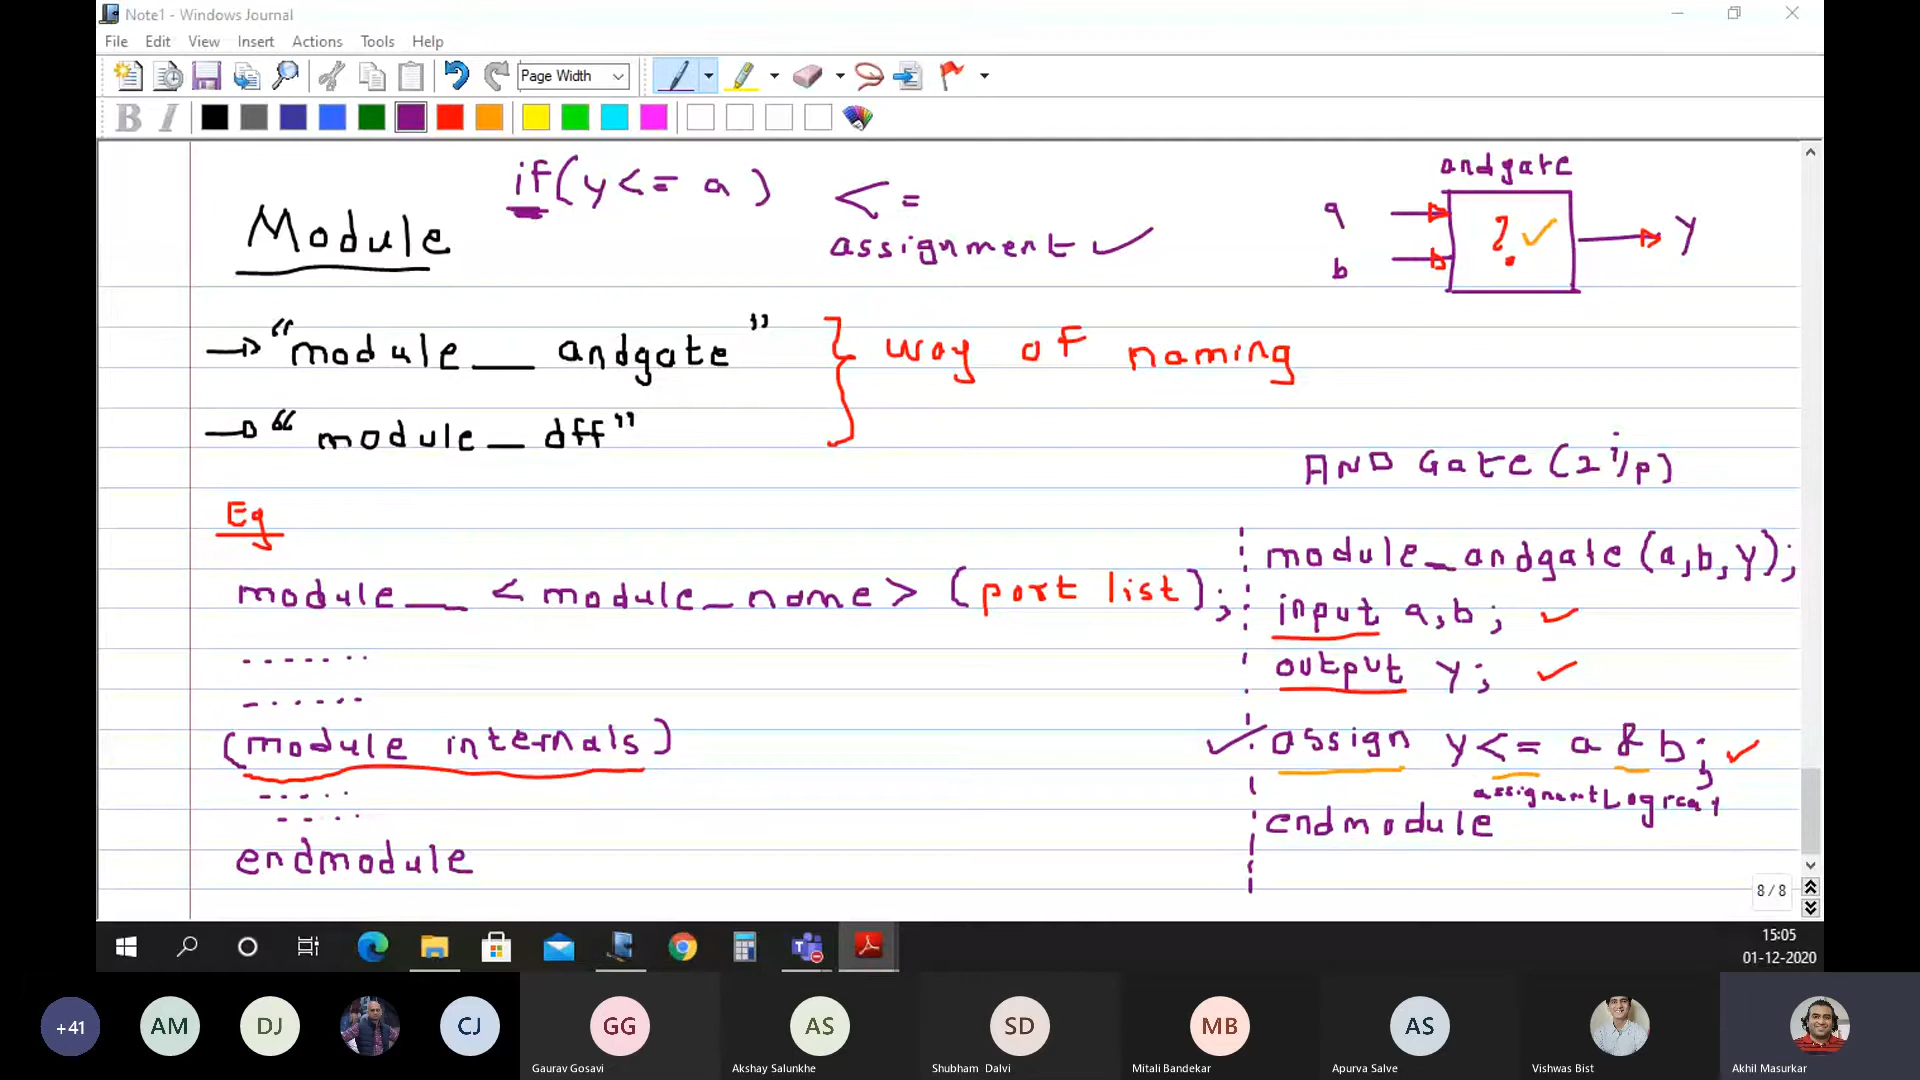 Note1 - Windows Journal
File Edit View Insert Actions Tools Help
Page Width
B I
if(y<= a)
<=
assignment ✓
Module
andgate
a
b
? ✓
y
"module__ andgate"
"module_ dff"
way of naming
AND Gate (2 i/p)
Eg
module__ <module_name> (port list);
(module internals)
endmodule
module_andgate (a,b,y);
input a,b; ✓
output y; ✓
✓ assign y<= a & b; ✓
assignment Logical
endmodule
8 / 8
15:05
01-12-2020
+41
AM
DJ
CJ
GG
AS
SD
MB
AS
Gaurav Gosavi
Akshay Salunkhe
Shubham Dalvi
Mitali Bandekar
Apurva Salve
Vishwas Bist
Akhil Masurkar